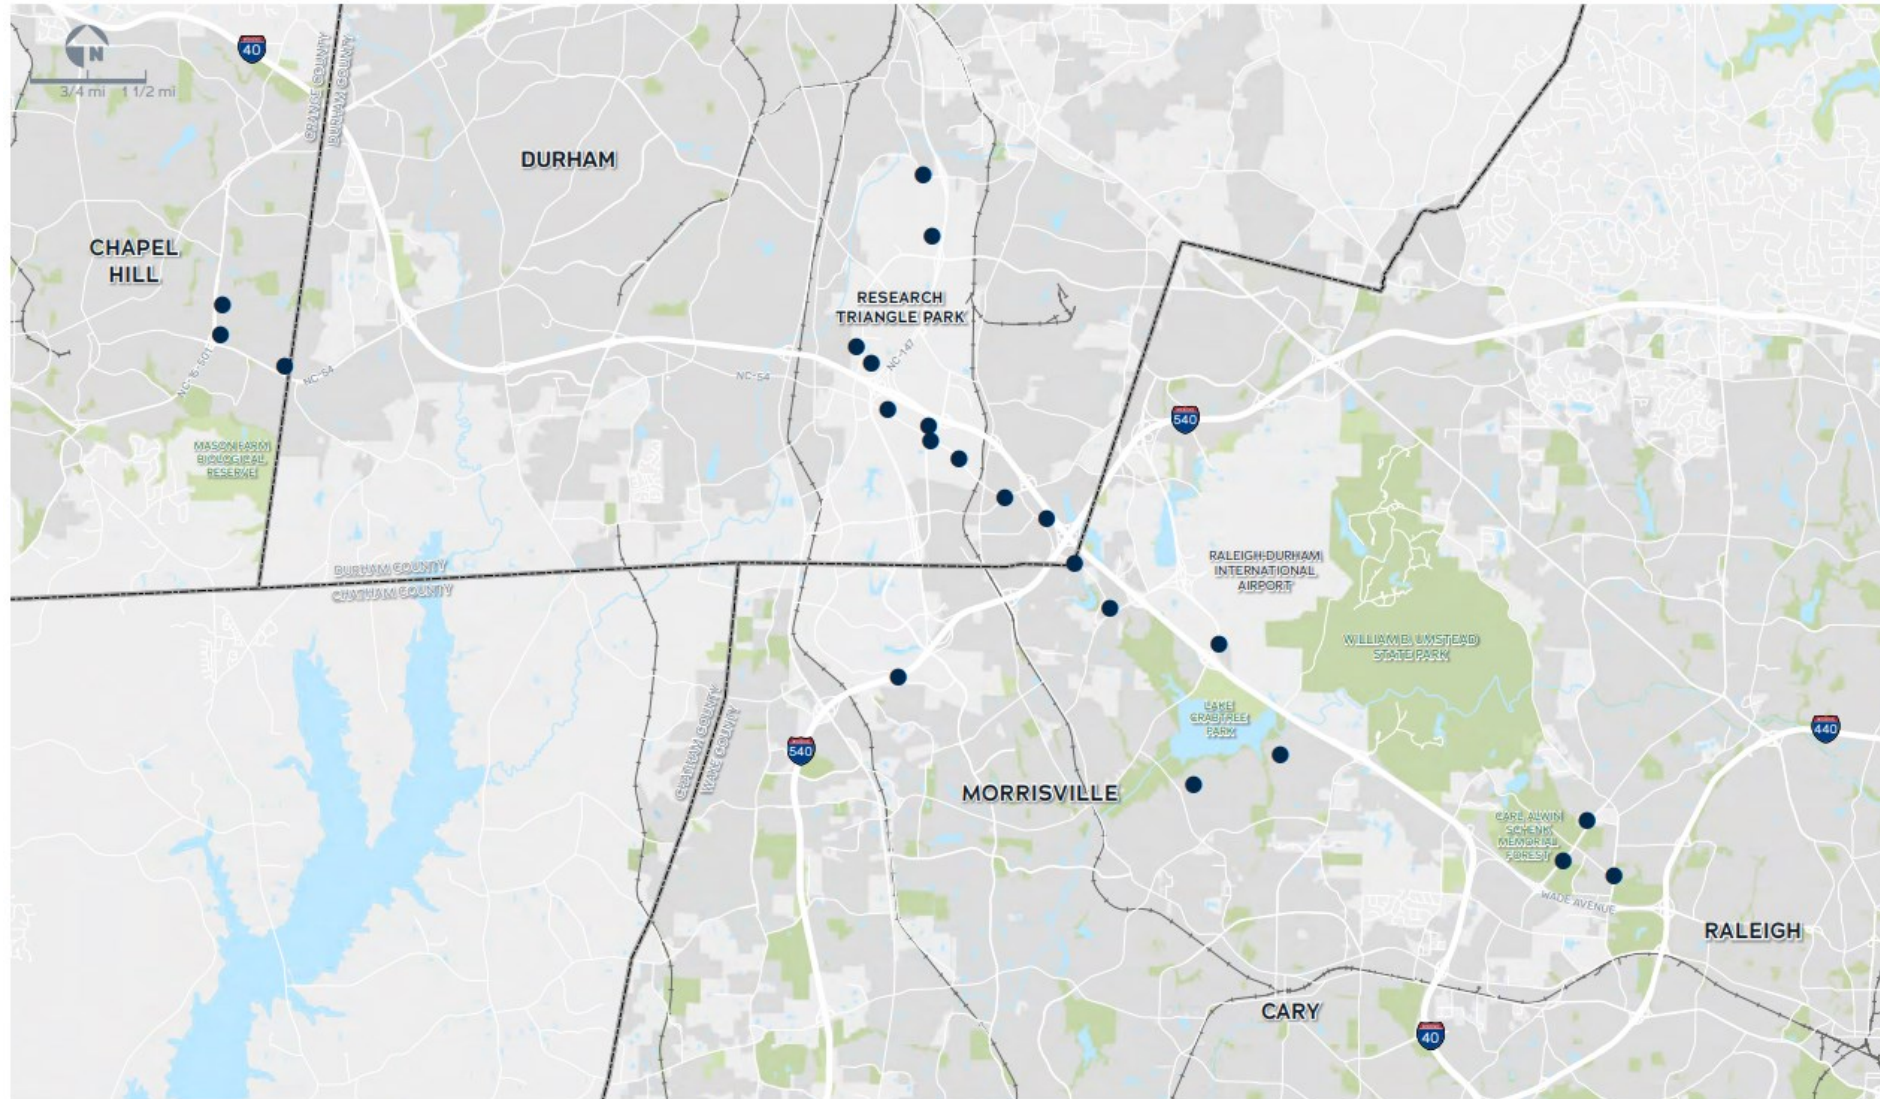 40
N
3/4 mi 1 1/2 mi
ORANGE COUNTY
DURHAM COUNTY
DURHAM
CHAPEL
HILL
RESEARCH
TRIANGLE PARK
NC-147
NC-15-501
NC-54
NC-54
540
MASON FARM
BIOLOGICAL
RESERVE
RALEIGH-DURHAM
INTERNATIONAL
AIRPORT
DURHAM COUNTY
CHATHAM COUNTY
WILLIAM B. UMSTEAD
STATE PARK
CHATHAM COUNTY
WAKE COUNTY
LAKE
CRABTREE
PARK
440
540
MORRISVILLE
CARL ALWIN
SCHENK
MEMORIAL
FOREST
WADE AVENUE
RALEIGH
CARY
40